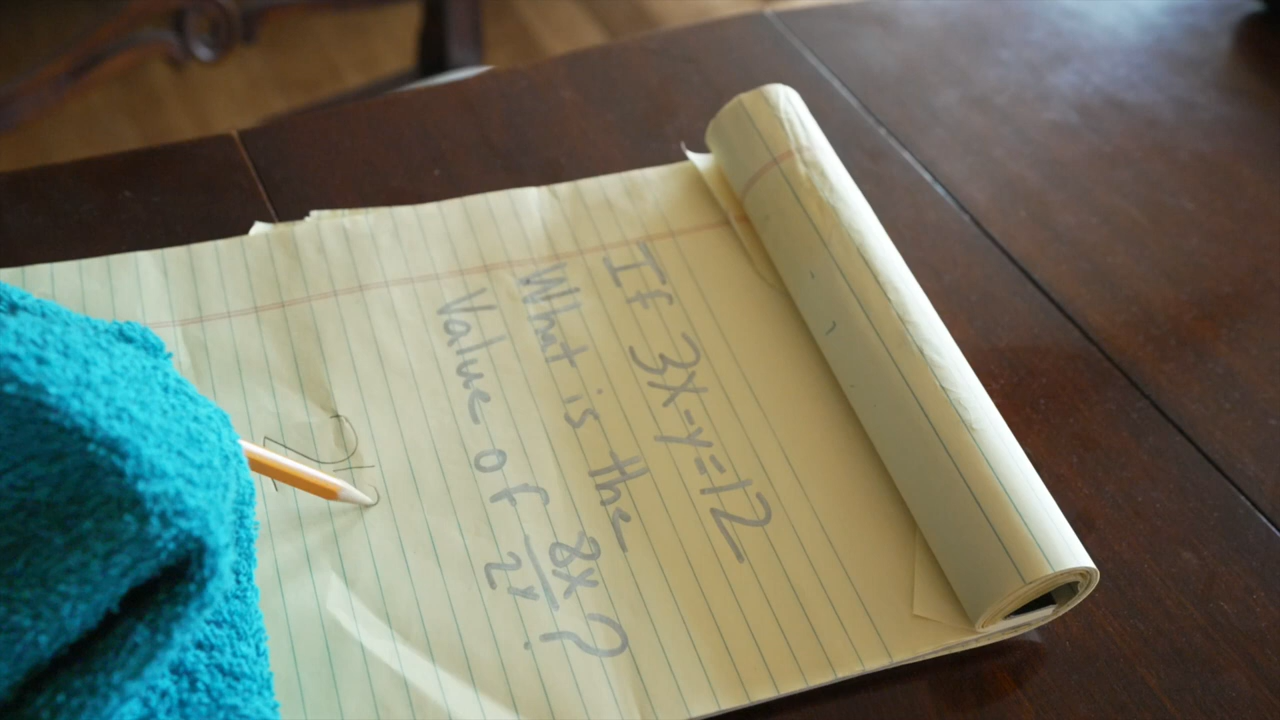 If 3x-y=12
What is the
Value of 8x/2y?